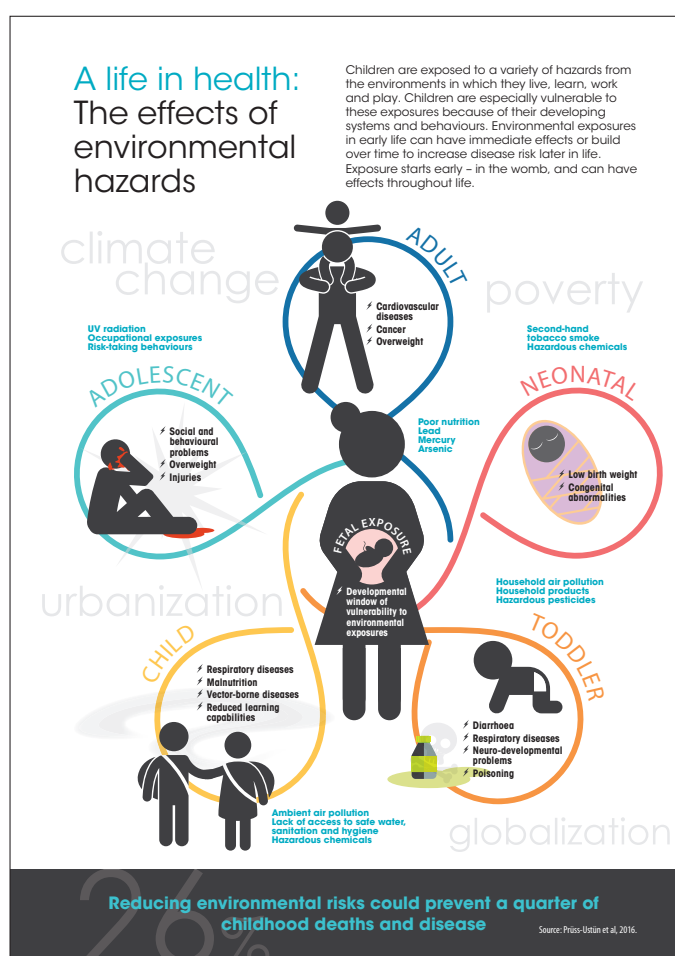 A life in health:
The effects of
environmental
hazards
Children are exposed to a variety of hazards from
the environments in which they live, learn, work
and play. Children are especially vulnerable to
these exposures because of their developing
systems and behaviours. Environmental exposures
in early life can have immediate effects or build
over time to increase disease risk later in life.
Exposure starts early – in the womb, and can have
effects throughout life.
climate
change
poverty
ADULT
Cardiovascular
diseases
Cancer
Overweight
UV radiation
Occupational exposures
Risk-taking behaviours
Second-hand
tobacco smoke
Hazardous chemicals
ADOLESCENT
Social and
behavioural
problems
Overweight
Injuries
Poor nutrition
Lead
Mercury
Arsenic
NEONATAL
Low birth weight
Congenital
abnormalities
FETAL EXPOSURE
Developmental
window of
vulnerability to
environmental
exposures
urbanization
Household air pollution
Household products
Hazardous pesticides
CHILD
Respiratory diseases
Malnutrition
Vector-borne diseases
Reduced learning
capabilities
TODDLER
Diarrhoea
Respiratory diseases
Neuro-developmental
problems
Poisoning
Ambient air pollution
Lack of access to safe water,
sanitation and hygiene
Hazardous chemicals
globalization
26%
Reducing environmental risks could prevent a quarter of
childhood deaths and disease
Source: Prüss-Ustün et al, 2016.